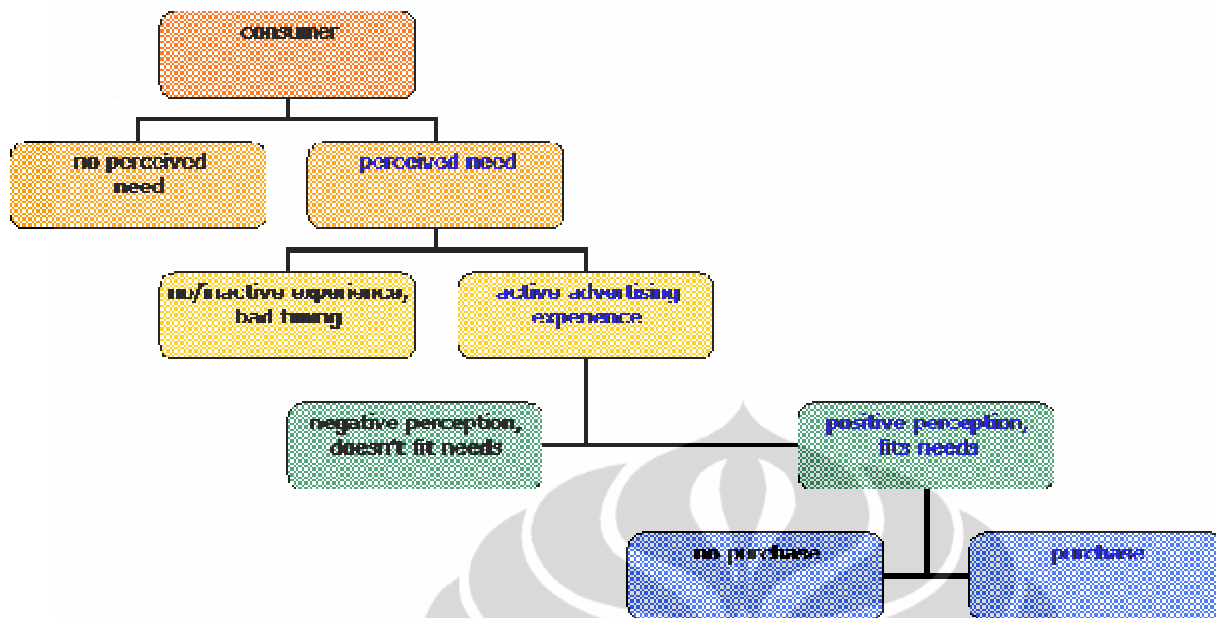 consumer
no perceived
need
perceived need
no/inactive experience,
bad timing
active advertising
experience
negative perception,
doesn't fit needs
positive perception,
fits needs
no purchase
purchase